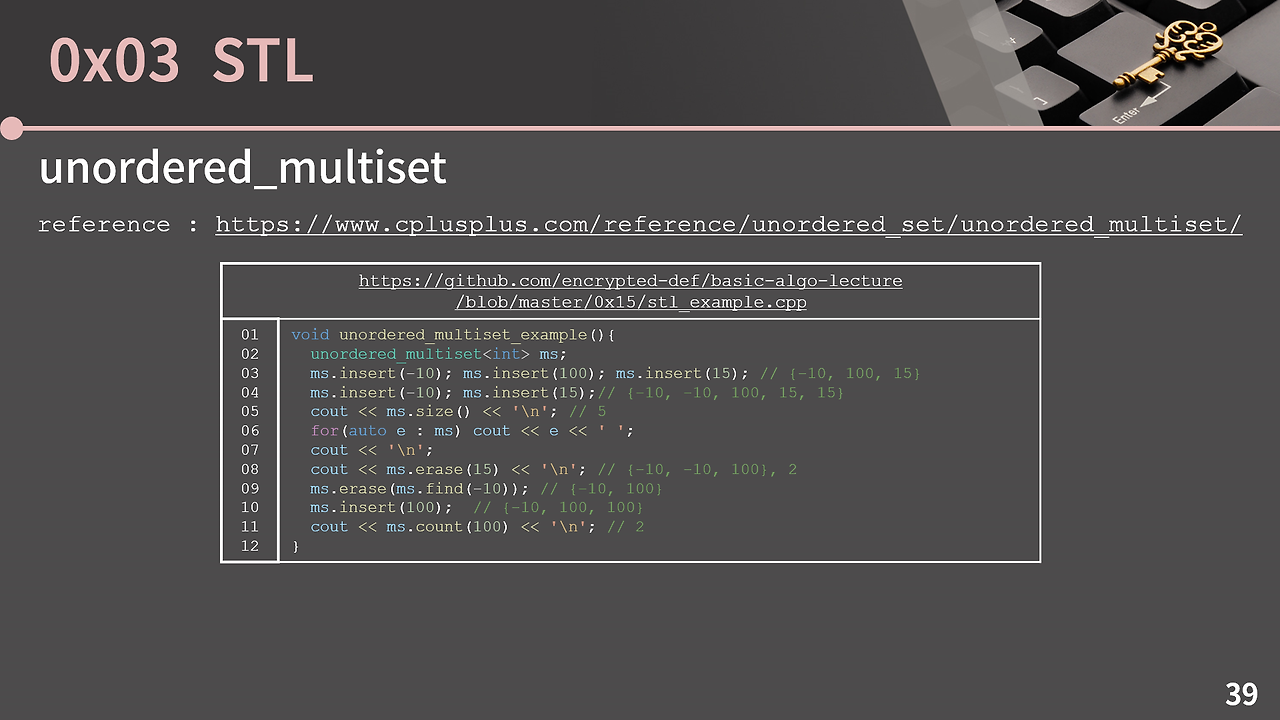 0x03 STL
Enter
unordered_multiset
reference : https://www.cplusplus.com/reference/unordered_set/unordered_multiset/
https://github.com/encrypted-def/basic-algo-lecture
/blob/master/0x15/stl_example.cpp
01 void unordered_multiset_example(){
02 unordered_multiset<int> ms;
03 ms.insert(-10); ms.insert(100); ms.insert(15); // {-10, 100, 15}
04 ms.insert(-10); ms.insert(15);// {-10, -10, 100, 15, 15}
05 cout << ms.size() << '\n'; // 5
06 for(auto e : ms) cout << e << ' ';
07 cout << '\n';
08 cout << ms.erase(15) << '\n'; // {-10, -10, 100}, 2
09 ms.erase(ms.find(-10)); // {-10, 100}
10 ms.insert(100);  // {-10, 100, 100}
11 cout << ms.count(100) << '\n'; // 2
12 }
39